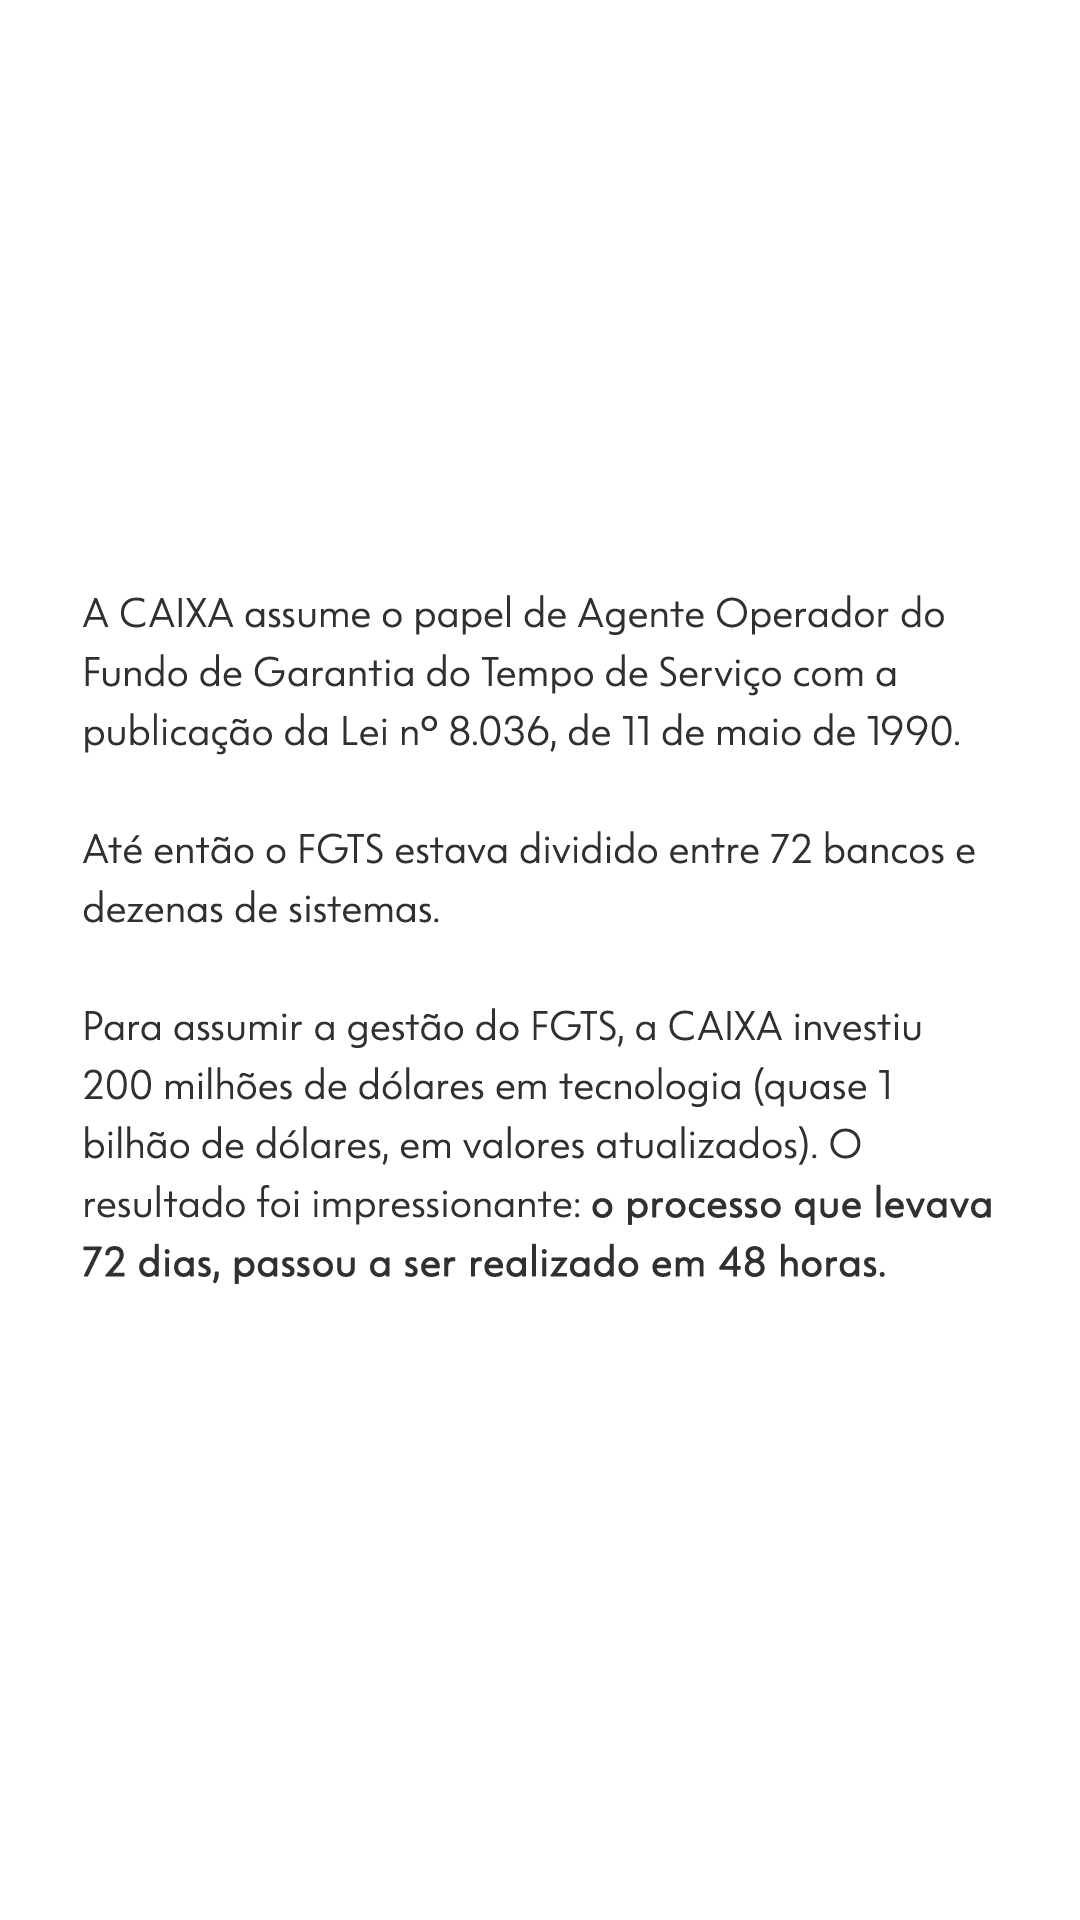 A CAIXA assume o papel de Agente Operador do
Fundo de Garantia do Tempo de Serviço com a
publicação da Lei nº 8.036, de 11 de maio de 1990.
Até então o FGTS estava dividido entre 72 bancos e
dezenas de sistemas.
Para assumir a gestão do FGTS, a CAIXA investiu
200 milhões de dólares em tecnologia (quase 1
bilhão de dólares, em valores atualizados). O
resultado foi impressionante: o processo que levava
72 dias, passou a ser realizado em 48 horas.